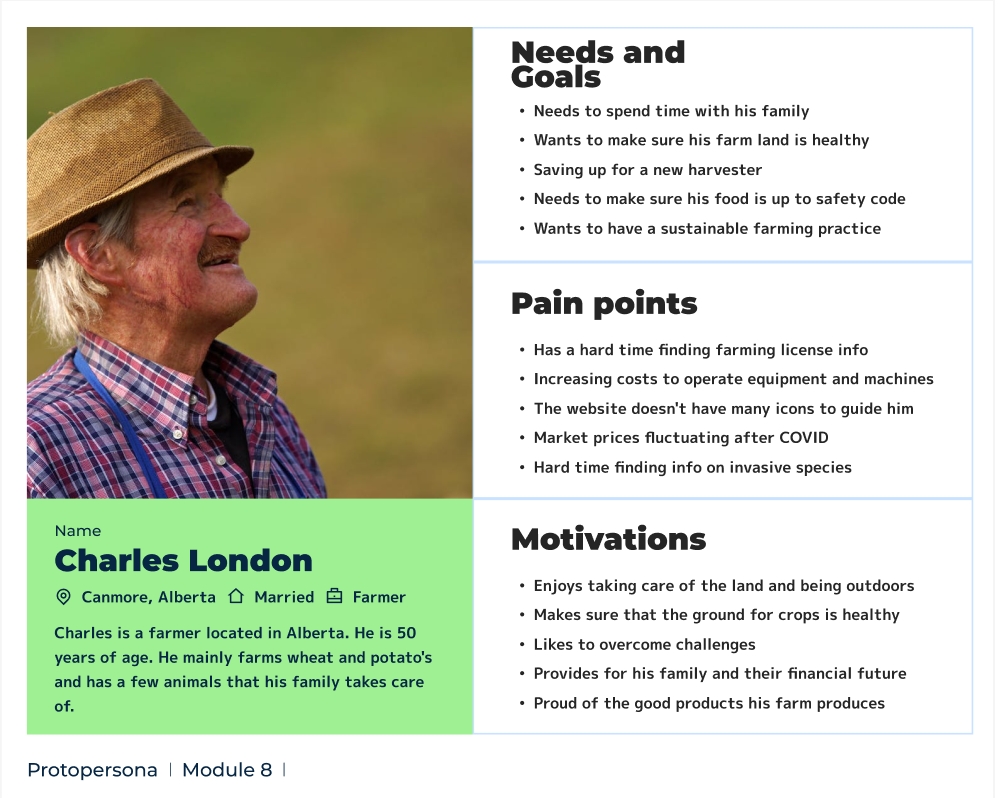 Needs and
Goals
• Needs to spend time with his family
• Wants to make sure his farm land is healthy
• Saving up for a new harvester
• Needs to make sure his food is up to safety code
• Wants to have a sustainable farming practice
Pain points
• Has a hard time finding farming license info
• Increasing costs to operate equipment and machines
• The website doesn't have many icons to guide him
• Market prices fluctuating after COVID
• Hard time finding info on invasive species
Name
Charles London
Canmore, Alberta Married Farmer
Charles is a farmer located in Alberta. He is 50
years of age. He mainly farms wheat and potato's
and has a few animals that his family takes care
of.
Motivations
• Enjoys taking care of the land and being outdoors
• Makes sure that the ground for crops is healthy
• Likes to overcome challenges
• Provides for his family and their financial future
• Proud of the good products his farm produces
Protopersona | Module 8 |